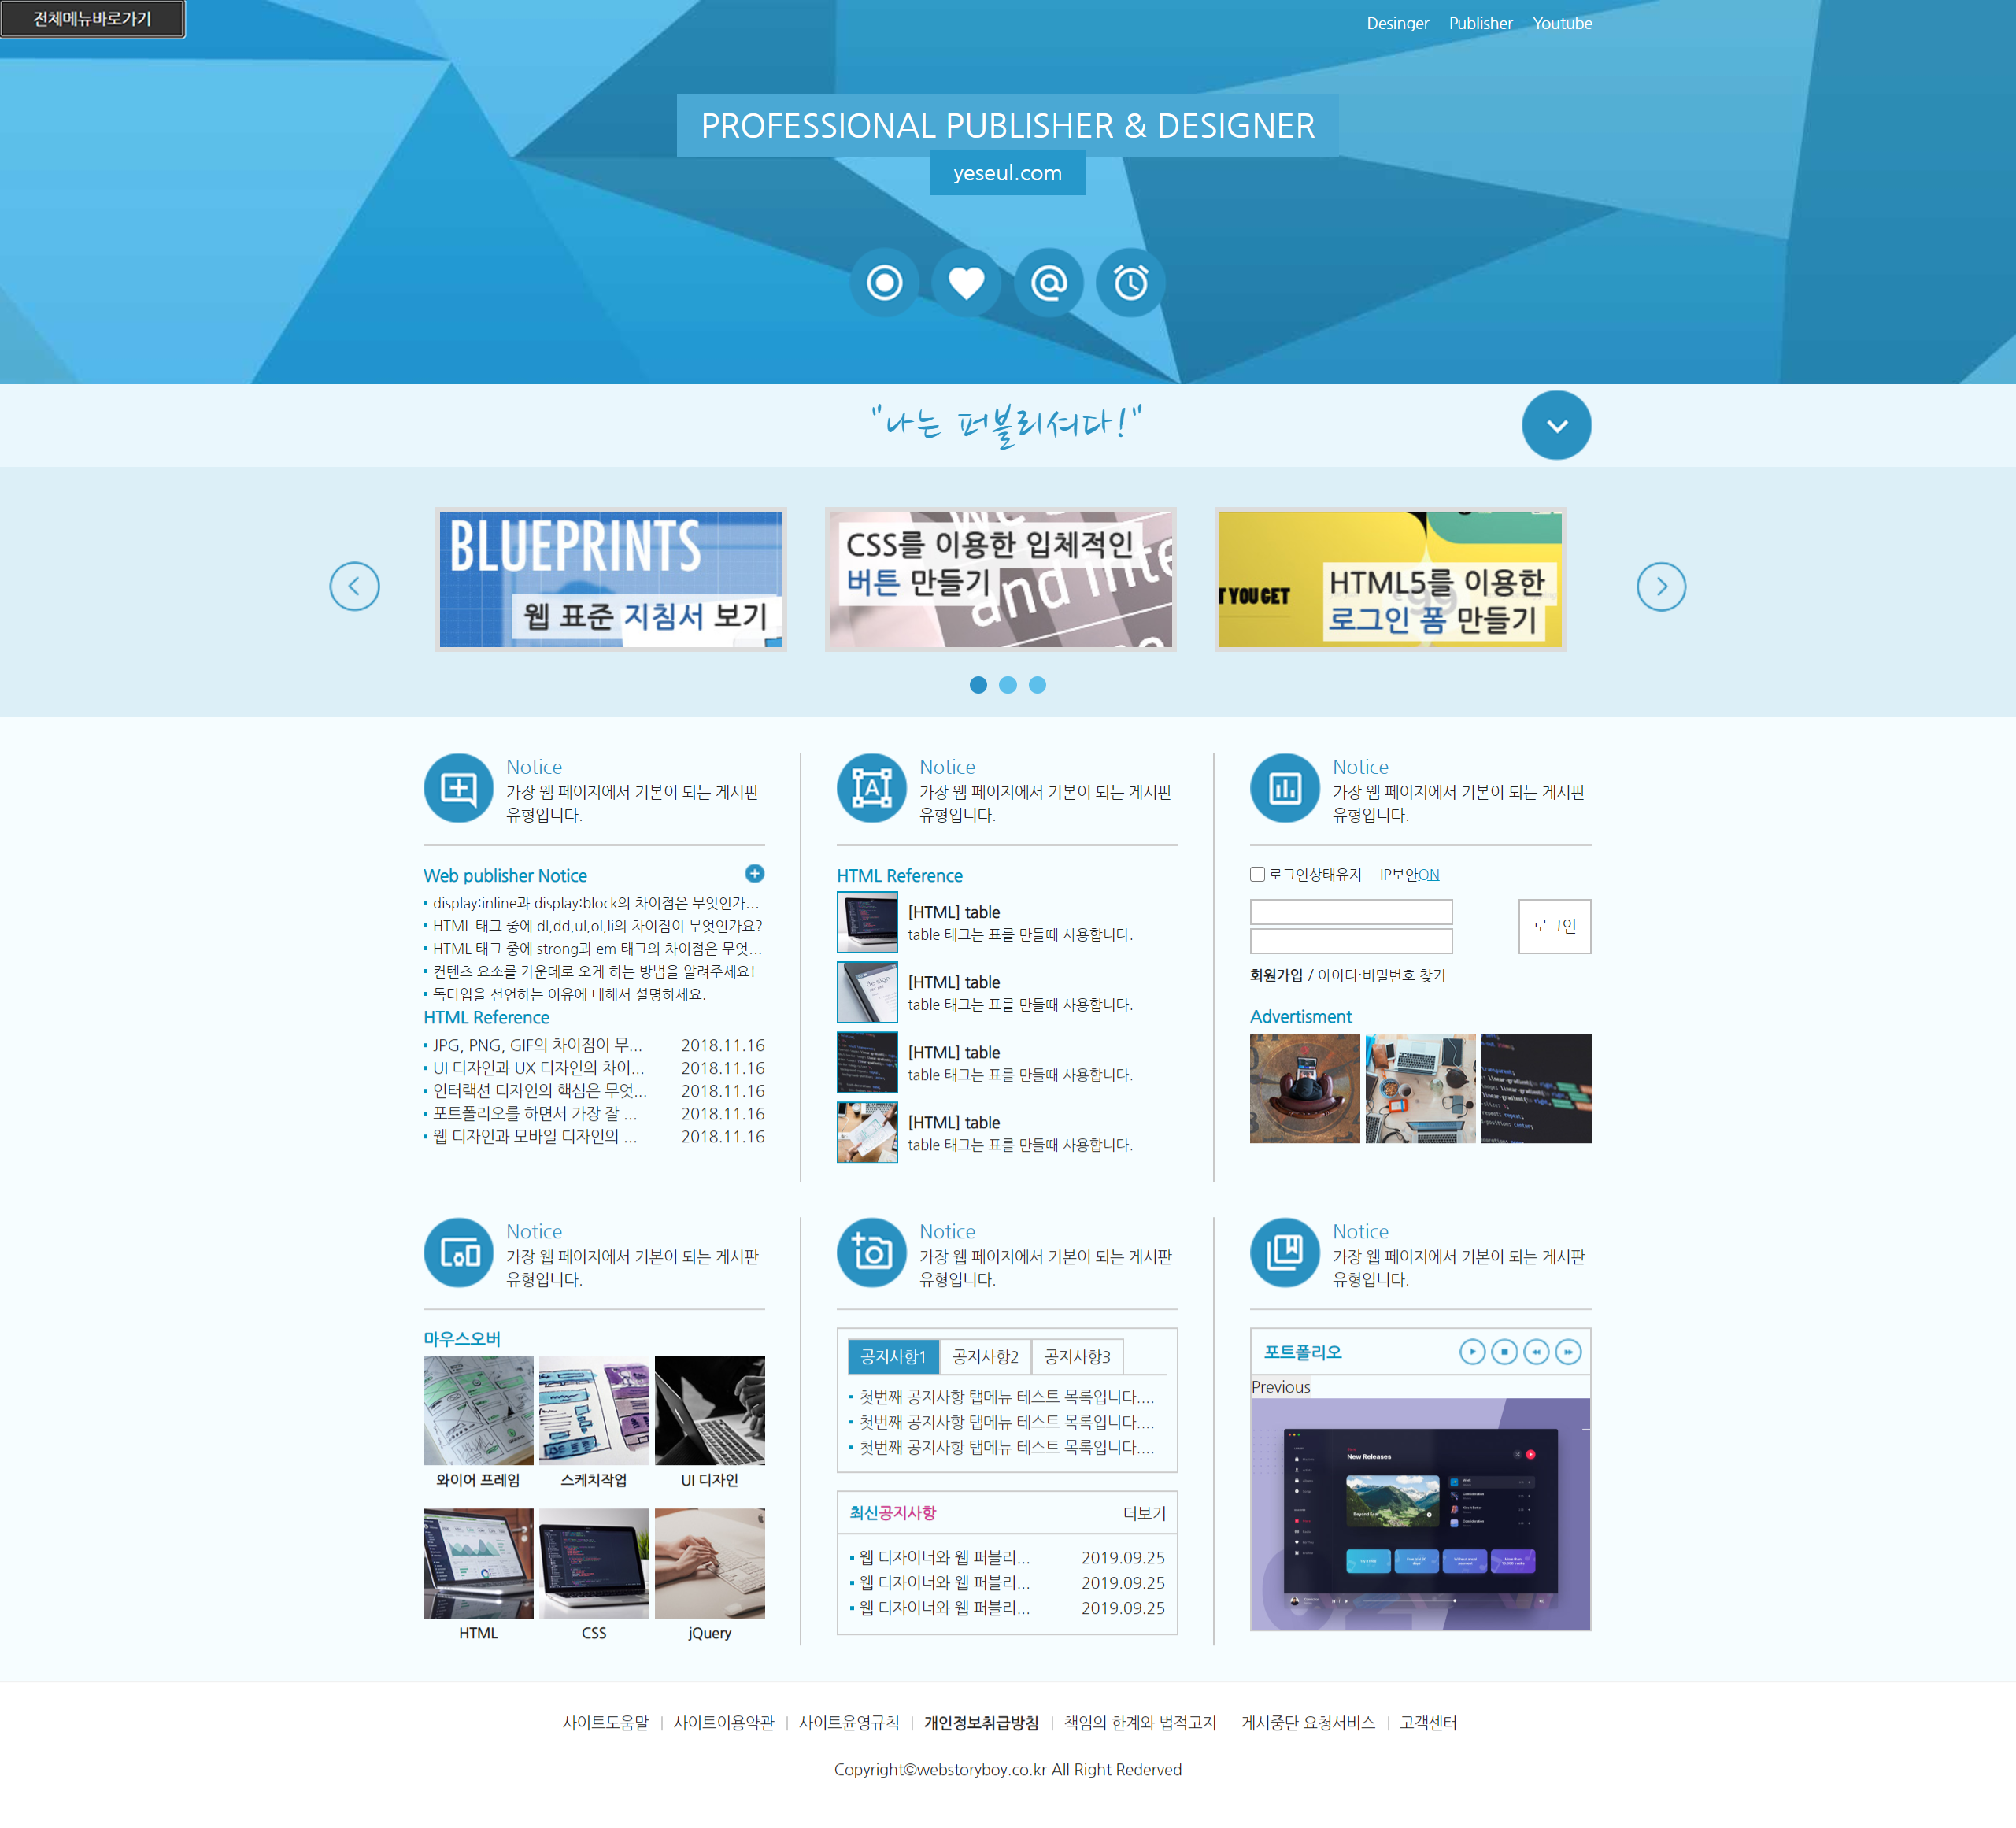 전체메뉴바로가기
Desinger Publisher Youtube
PROFESSIONAL PUBLISHER & DESIGNER
yeseul.com
"나는 퍼블리셔다!"
BLUEPRINTS
웹 표준 지침서 보기
CSS를 이용한 입체적인
버튼 만들기
and inte
T YOU GET
HTML5를 이용한
로그인 폼 만들기
Notice
가장 웹 페이지에서 기본이 되는 게시판
유형입니다.
Web publisher Notice
display:inline과 display:block의 차이점은 무엇인가...
HTML 태그 중에 dl,dd,ul,ol,li의 차이점이 무엇인가요?
HTML 태그 중에 strong과 em 태그의 차이점은 무엇...
컨텐츠 요소를 가운데로 오게 하는 방법을 알려주세요!
독타입을 선언하는 이유에 대해서 설명하세요.
HTML Reference
JPG, PNG, GIF의 차이점이 무... 2018.11.16
UI 디자인과 UX 디자인의 차이... 2018.11.16
인터랙션 디자인의 핵심은 무엇... 2018.11.16
포트폴리오를 하면서 가장 잘 ... 2018.11.16
웹 디자인과 모바일 디자인의 ... 2018.11.16
Notice
가장 웹 페이지에서 기본이 되는 게시판
유형입니다.
HTML Reference
[HTML] table
table 태그는 표를 만들때 사용합니다.
[HTML] table
table 태그는 표를 만들때 사용합니다.
[HTML] table
table 태그는 표를 만들때 사용합니다.
[HTML] table
table 태그는 표를 만들때 사용합니다.
Notice
가장 웹 페이지에서 기본이 되는 게시판
유형입니다.
로그인상태유지 IP보안ON
로그인
회원가입 / 아이디·비밀번호 찾기
Advertisment
Notice
가장 웹 페이지에서 기본이 되는 게시판
유형입니다.
마우스오버
와이어 프레임 스케치작업 UI 디자인
HTML CSS jQuery
Notice
가장 웹 페이지에서 기본이 되는 게시판
유형입니다.
공지사항1 공지사항2 공지사항3
첫번째 공지사항 탭메뉴 테스트 목록입니다....
첫번째 공지사항 탭메뉴 테스트 목록입니다....
첫번째 공지사항 탭메뉴 테스트 목록입니다....
최신공지사항 더보기
웹 디자이너와 웹 퍼블리... 2019.09.25
웹 디자이너와 웹 퍼블리... 2019.09.25
웹 디자이너와 웹 퍼블리... 2019.09.25
Notice
가장 웹 페이지에서 기본이 되는 게시판
유형입니다.
포트폴리오
Previous
New Releases
사이트도움말 | 사이트이용약관 | 사이트윤영규칙 | 개인정보취급방침 | 책임의 한계와 법적고지 | 게시중단 요청서비스 | 고객센터
Copyright©webstoryboy.co.kr All Right Rederved